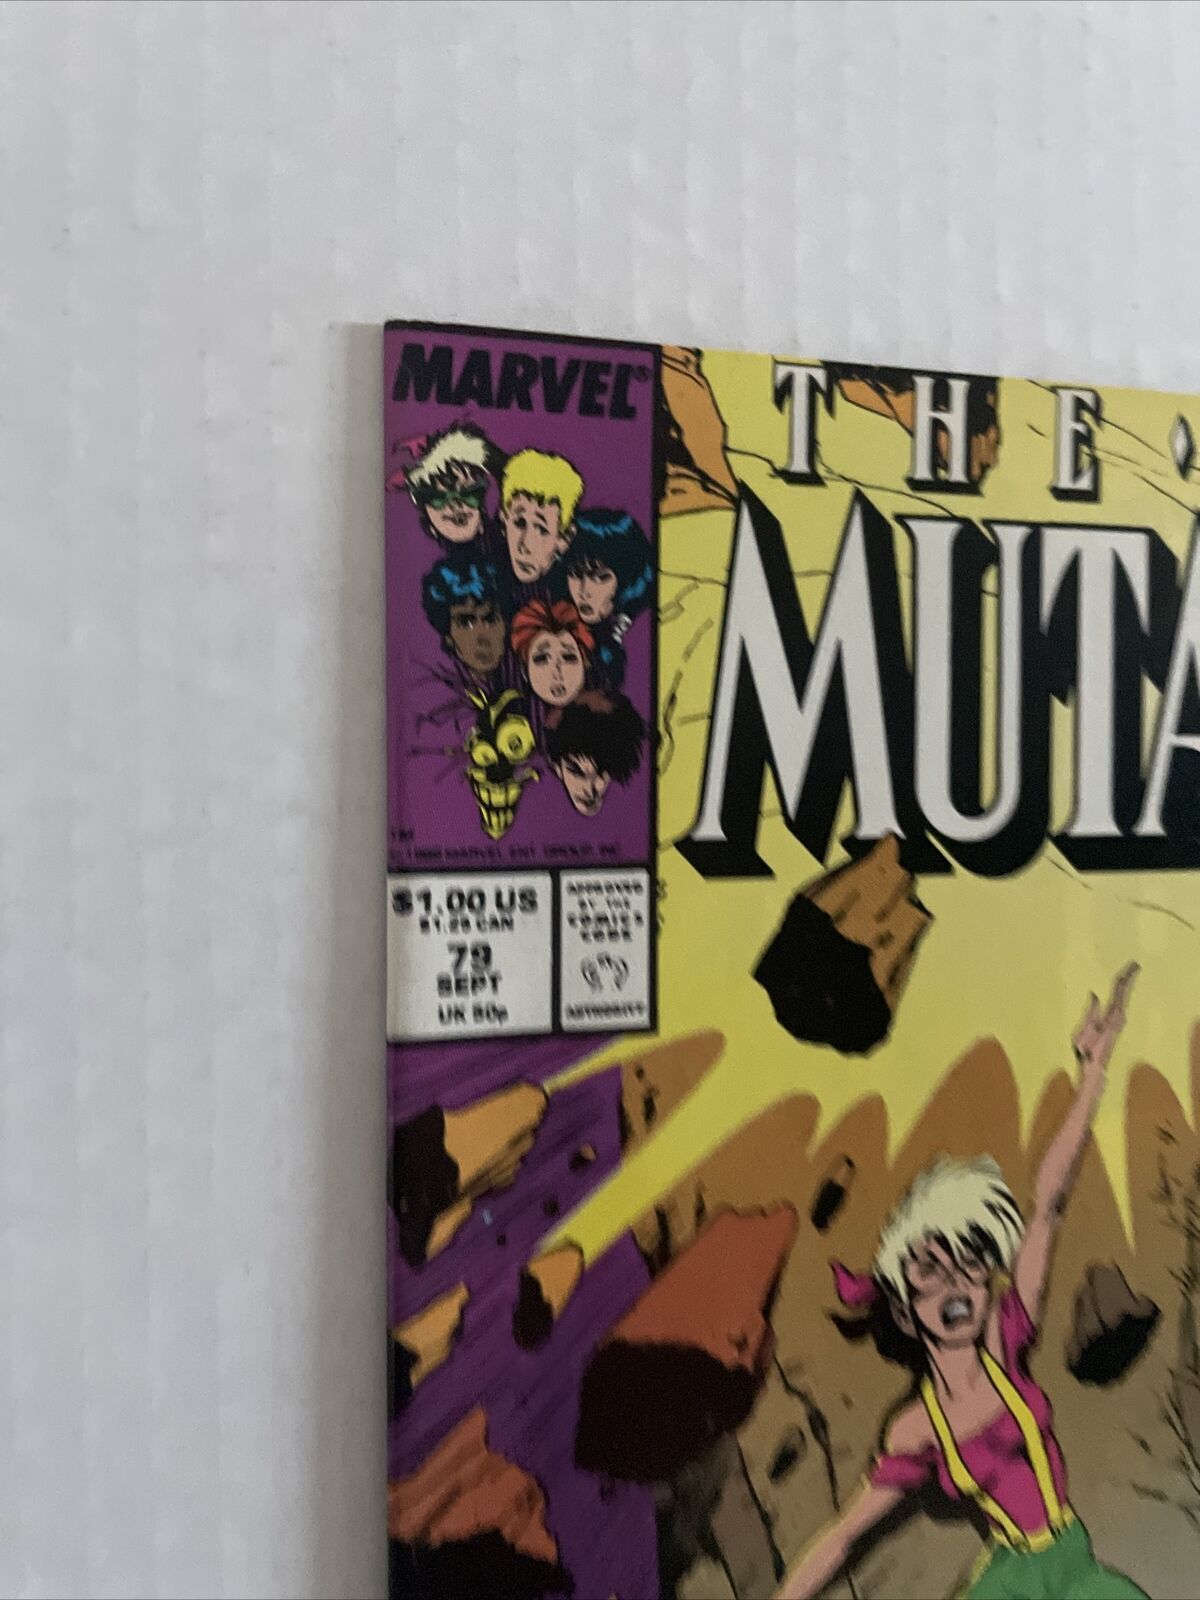 MARVEL®
THE
MUTA
TM
$1.00 US
$1.25 CAN
79
SEPT
UK 50p
APPROVED
BY THE
COMICS
CODE
AUTHORITY